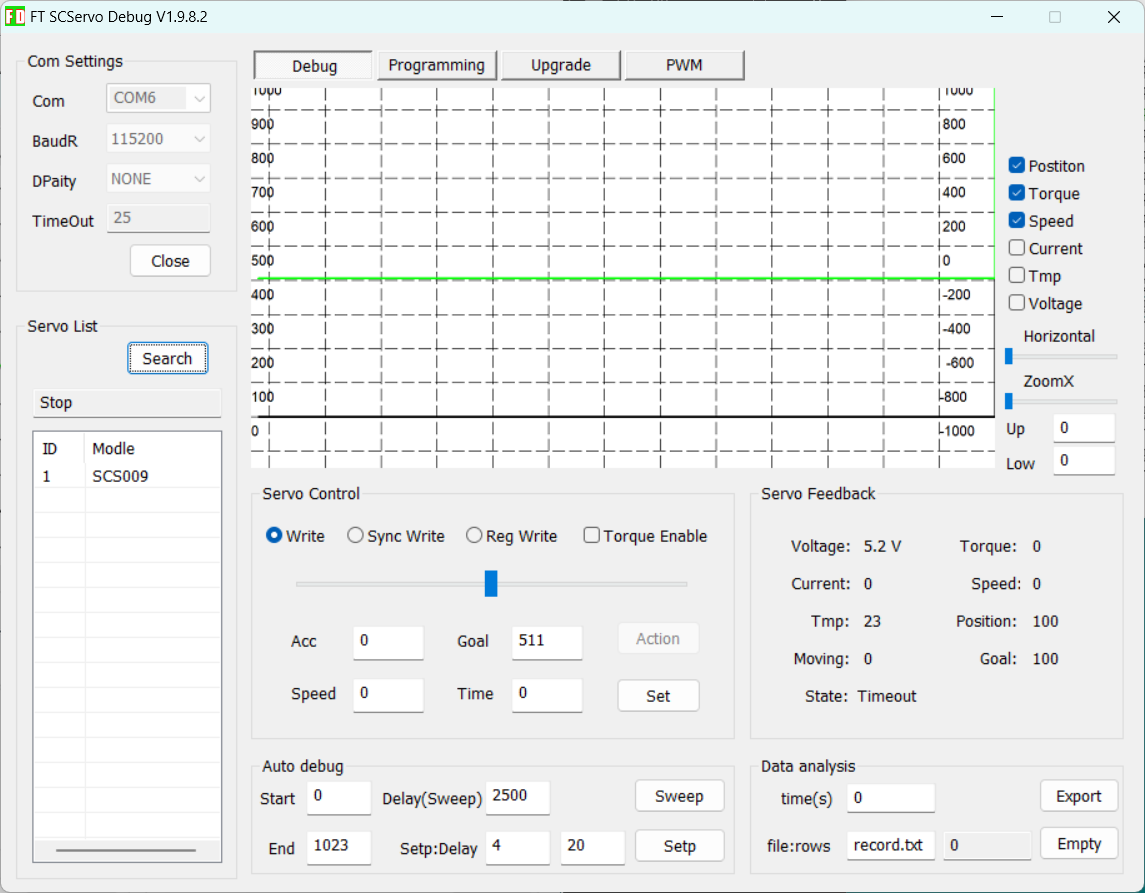 FT SCServo Debug V1.9.8.2
Com Settings
Com COM6
BaudR 115200
DPaity NONE
TimeOut 25
Close
Servo List
Search
Stop
ID Modle
1 SCS009
Debug Programming Upgrade PWM
1000 1000
900 800
800 600
700 400
600 200
500 0
400 -200
300 -400
200 -600
100 -800
0 -1000
Postiton
Torque
Speed
Current
Tmp
Voltage
Horizontal
ZoomX
Up 0
Low 0
Servo Control
Write Sync Write Reg Write Torque Enable
Acc 0 Goal 511 Action
Speed 0 Time 0 Set
Servo Feedback
Voltage: 5.2 V Torque: 0
Current: 0 Speed: 0
Tmp: 23 Position: 100
Moving: 0 Goal: 100
State: Timeout
Auto debug
Start 0 Delay(Sweep) 2500 Sweep
End 1023 Setp:Delay 4 20 Setp
Data analysis
time(s) 0 Export
file:rows record.txt 0 Empty